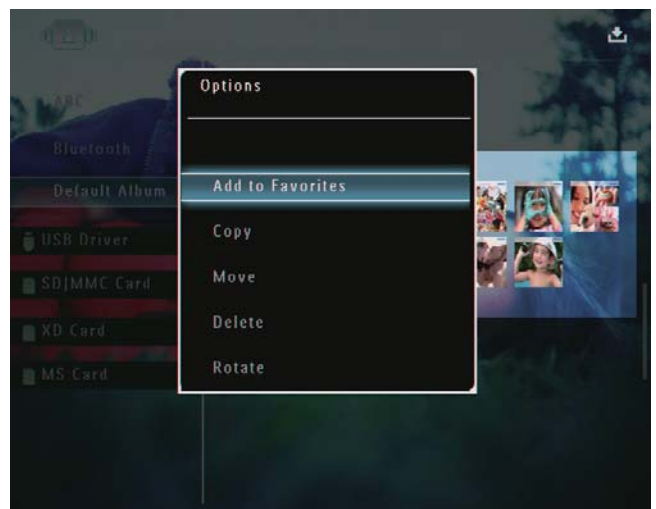 Options
Add to Favorites
Copy
Move
Delete
Rotate
ABC
Bluetooth
Default Album
USB Driver
SD|MMC Card
XD Card
MS Card